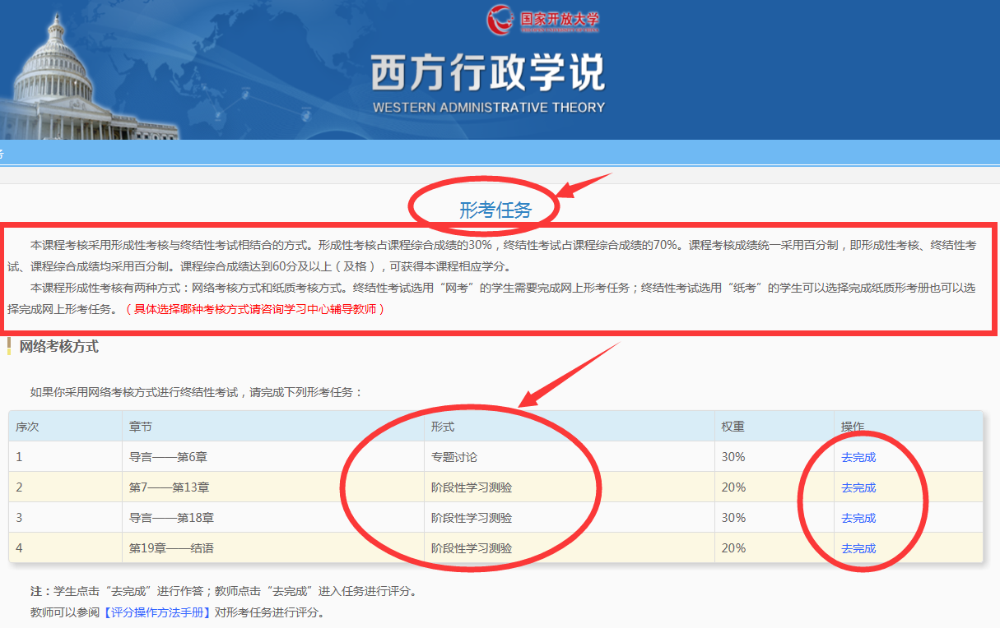 国家开放大学
西方行政学说
WESTERN ADMINISTRATIVE THEORY
形考任务
本课程考核采用形成性考核与终结性考试相结合的方式。形成性考核占课程综合成绩的30%，终结性考试占课程综合成绩的70%。课程考核成绩统一采用百分制，即形成性考核、终结性考
试、课程综合成绩均采用百分制。课程综合成绩达到60分及以上（及格），可获得本课程相应学分。
本课程形成性考核有两种方式：网络考核方式和纸质考核方式。终结性考试选用“网考”的学生需要完成网上形考任务；终结性考试选用“纸考”的学生可以选择完成纸质形考册也可以选
择完成网上形考任务。（具体选择哪种考核方式请咨询学习中心辅导教师）
网络考核方式
如果你采用网络考核方式进行终结性考试，请完成下列形考任务：
序次 章节 形式 权重 操作
1 导言——第6章 专题讨论 30% 去完成
2 第7——第13章 阶段性学习测验 20% 去完成
3 导言——第18章 阶段性学习测验 30% 去完成
4 第19章——结语 阶段性学习测验 20% 去完成
注：学生点击“去完成”进行作答；教师点击“去完成”进入任务进行评分。
教师可以参阅【评分操作方法手册】对形考任务进行评分。